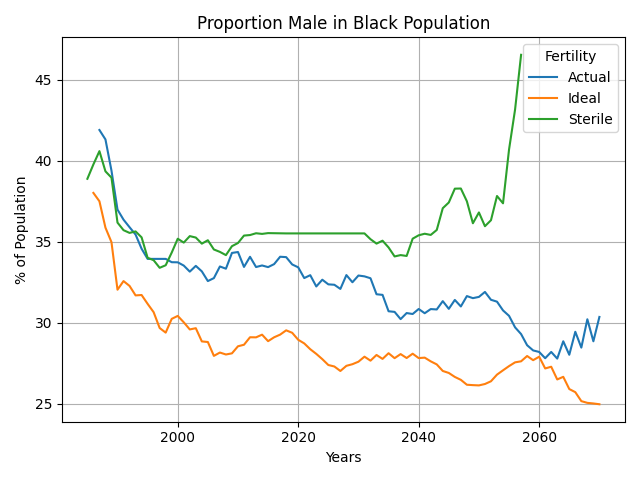 Proportion Male in Black Population
% of Population
45
40
35
30
25
Fertility
Actual
Ideal
Sterile
2000
2020
2040
2060
Years